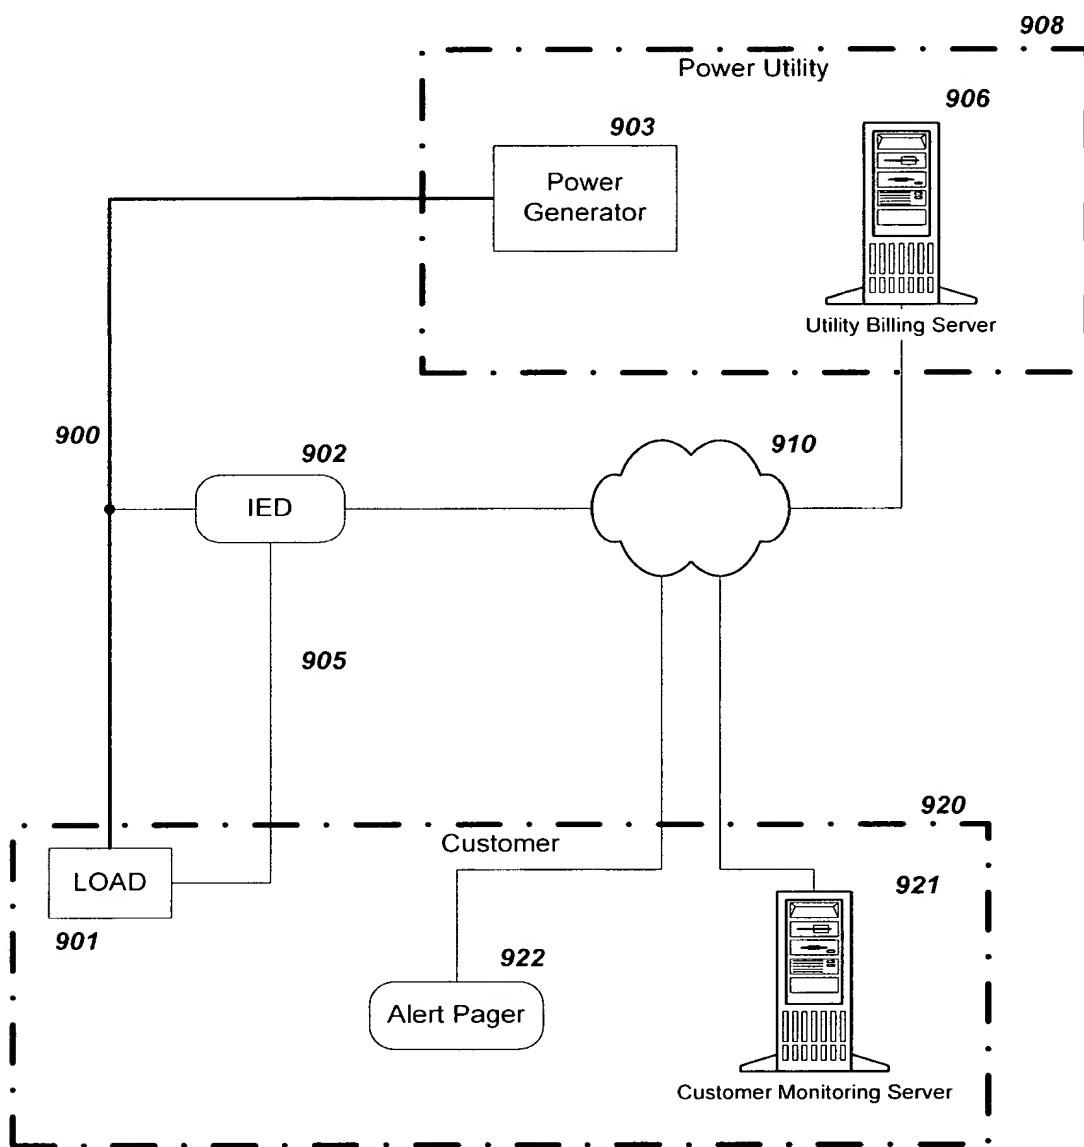 908
Power Utility
906
903
Power
Generator
Utility Billing Server
900
902
910
IED
905
920
Customer
LOAD
921
901
922
Alert Pager
Customer Monitoring Server